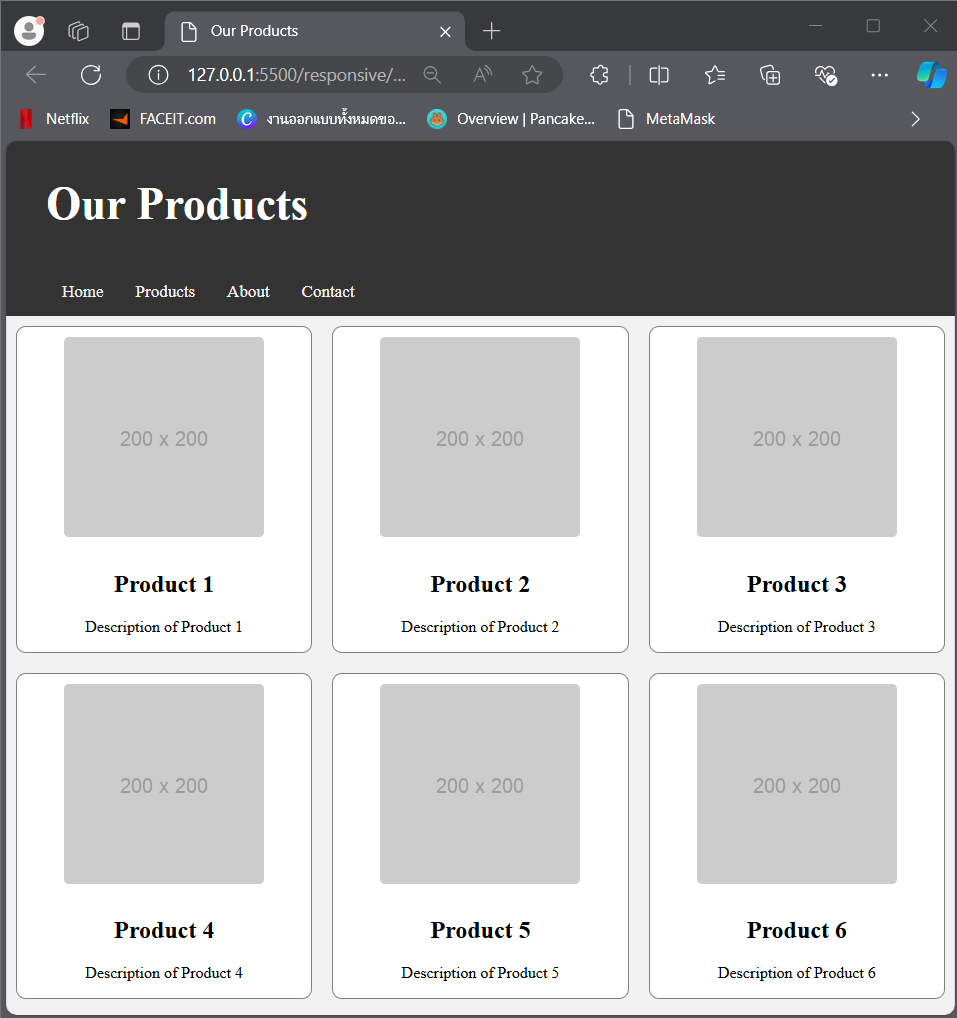 Our Products
127.0.0.1:5500/responsive/...
Netflix FACEIT.com งานออกแบบทั้งหมดขอ... Overview | Pancake... MetaMask
Our Products
Home Products About Contact
200 x 200 200 x 200 200 x 200
Product 1 Product 2 Product 3
Description of Product 1 Description of Product 2 Description of Product 3
200 x 200 200 x 200 200 x 200
Product 4 Product 5 Product 6
Description of Product 4 Description of Product 5 Description of Product 6